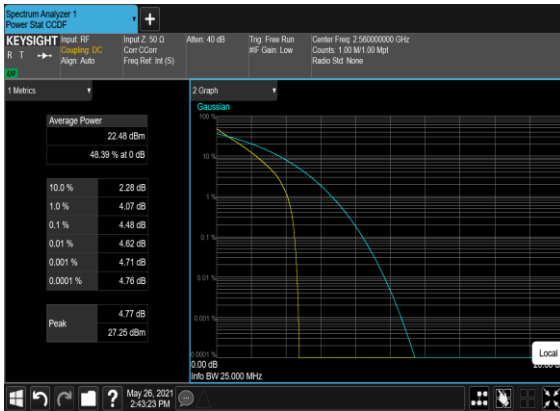 Spectrum Analyzer 1
Power Stat CCDF
+
KEYSIGHT
R T
LM
Input: RF
Coupling: DC
Align: Auto
Input Z: 50 Ω
Corr CCorr
Freq Ref: Int (S)
Atten: 40 dB
Trig: Free Run
#IF Gain: Low
Center Freq: 2.560000000 GHz
Counts: 1.00 M/1.00 Mpt
Radio Std: None
1 Metrics
Average Power
22.48 dBm
48.39 % at 0 dB
10.0 % 2.28 dB
1.0 % 4.07 dB
0.1 % 4.48 dB
0.01 % 4.62 dB
0.001 % 4.71 dB
0.0001 % 4.76 dB
Peak
4.77 dB
27.25 dBm
2 Graph
Gaussian
100 %
10 %
1 %
0.1 %
0.01 %
0.001 %
0.0001 %
0.00 dB
Info BW 25.000 MHz
Local
?
May 26, 2021
2:43:23 PM